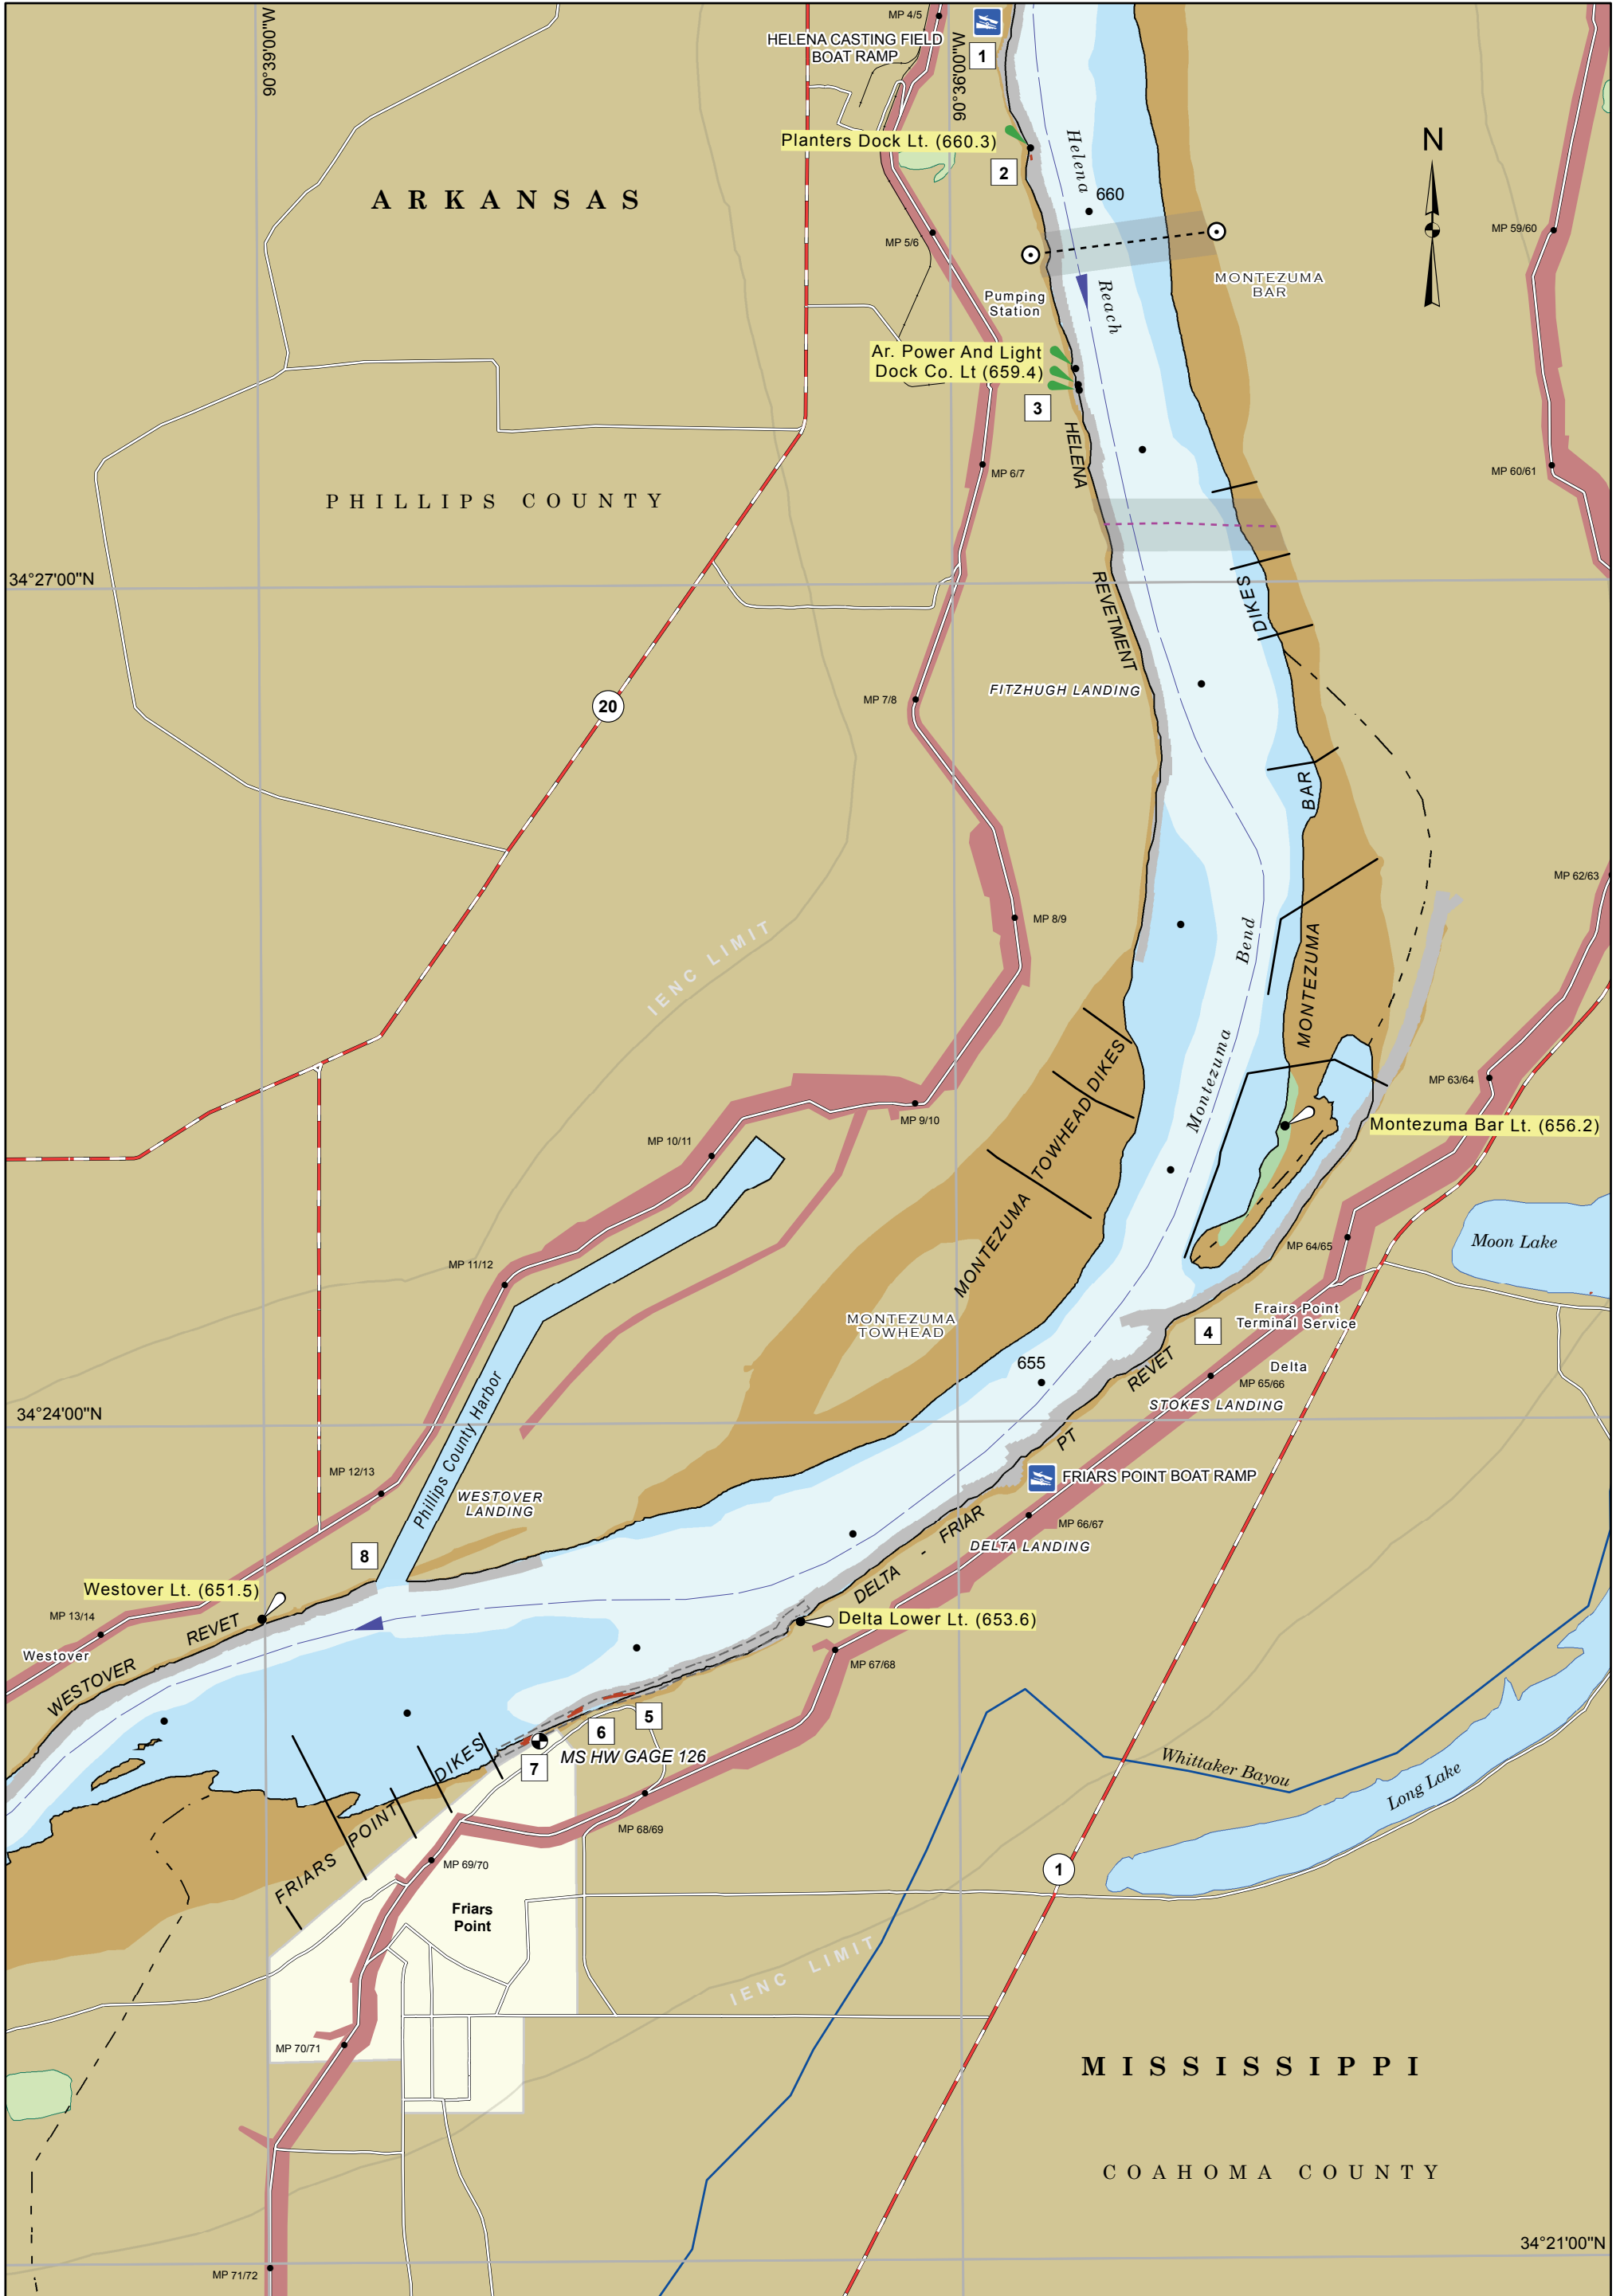 90°39'0.0"W
MP 4/5
HELENA CASTING FIELD
BOAT RAMP
1
90°36'00"W
Planters Dock Lt. (660.3)
2
Helena
660
N
ARKANSAS
MP 5/6
MP 59/60
MONTEZUMA
BAR
Pumping
Station
Reach
Ar. Power And Light
Dock Co. Lt (659.4)
3
HELENA
MP 6/7
MP 60/61
PHILLIPS COUNTY
34°27'00"N
REVETMENT
DIKES
20
MP 7/8
FITZHUGH LANDING
BAR
MP 62/63
MP 8/9
IENC LIMIT
Bend
MONTEZUMA
Montezuma
MP 63/64
MONTEZUMA TOWHEAD DIKES
MP 9/10
MP 10/11
Montezuma Bar Lt. (656.2)
MP 64/65
Moon Lake
MP 11/12
MONTEZUMA
TOWHEAD
Frairs Point
Terminal Service
4
Delta
655
MP 65/66
REVET
STOKES LANDING
34°24'00"N
Phillips County Harbor
PT
MP 12/13
FRIARS POINT BOAT RAMP
WESTOVER
LANDING
MP 66/67
FRIAR
DELTA LANDING
8
-
DELTA
Westover Lt. (651.5)
MP 13/14
REVET
Delta Lower Lt. (653.6)
Westover
WESTOVER
MP 67/68
5
6
7
MS HW GAGE 126
Whittaker Bayou
Long Lake
DIKES
POINT
FRIARS
MP 68/69
MP 69/70
1
Friars
Point
IENC LIMIT
MP 70/71
MISSISSIPPI
COAHOMA COUNTY
34°21'00"N
MP 71/72